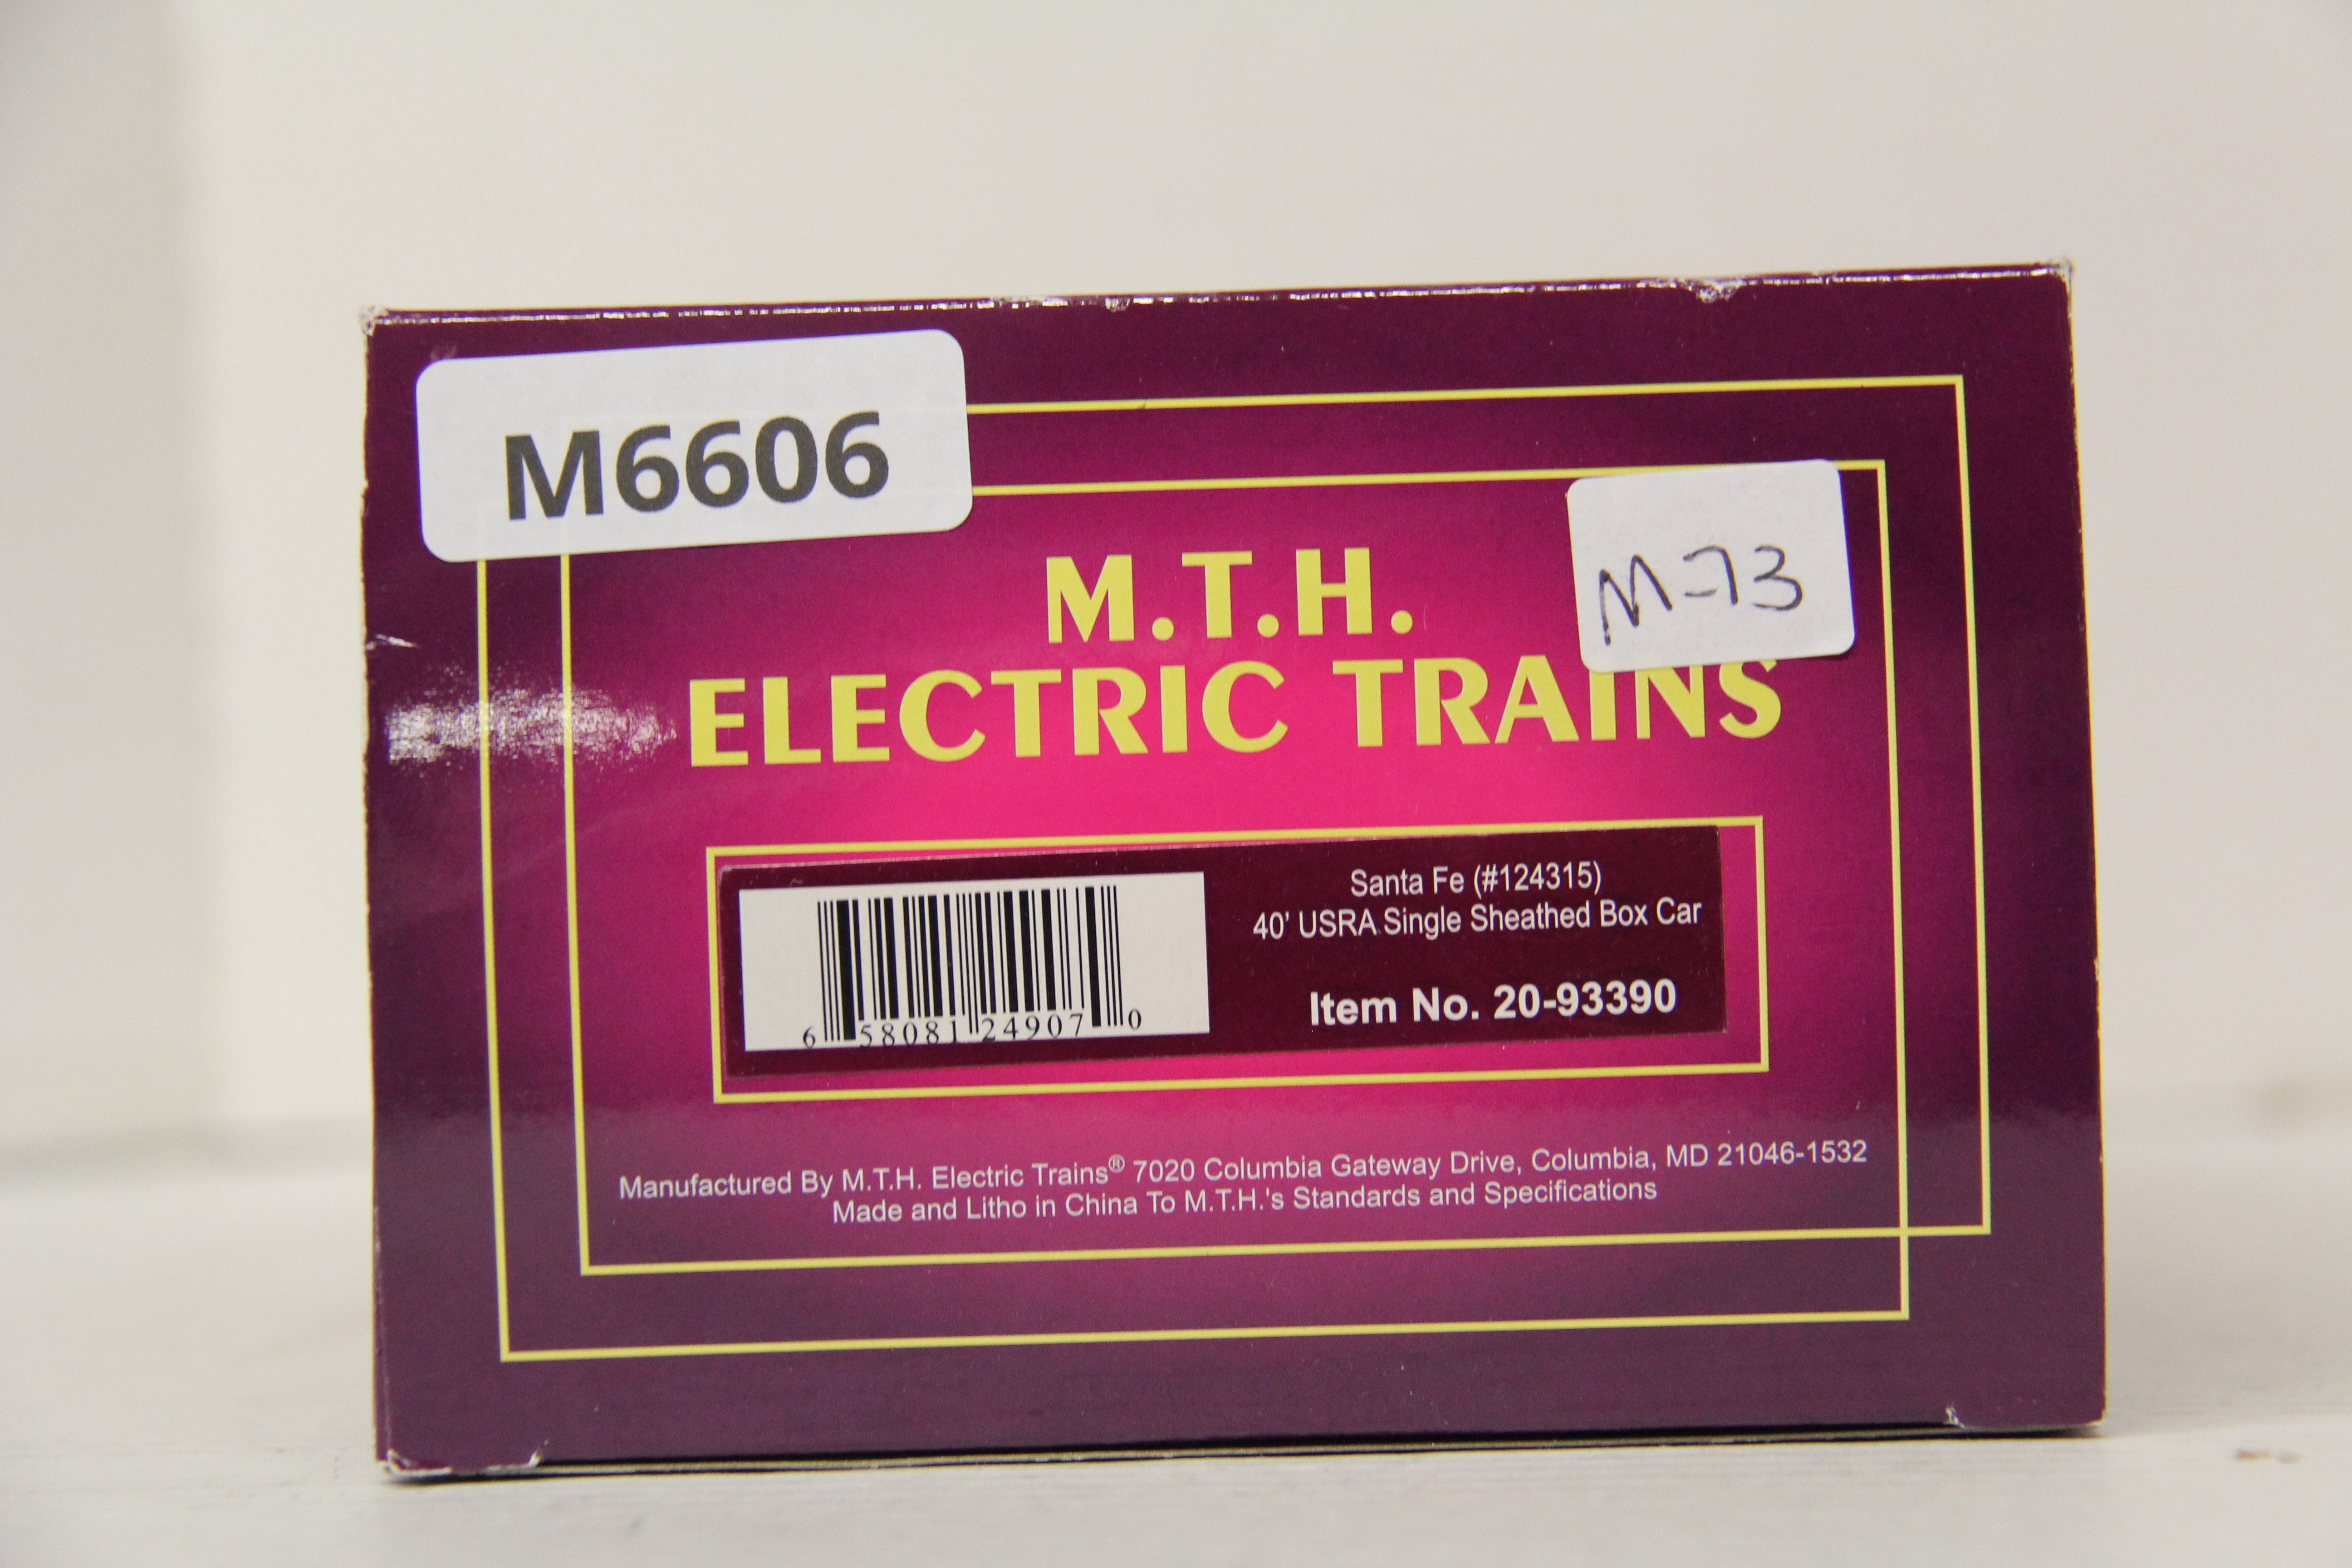 M6606
M-73
M.T.H.
ELECTRIC TRAINS
Santa Fe (#124315)
40' USRA Single Sheathed Box Car
Item No. 20-93390
6 58081 24907 0
Manufactured By M.T.H. Electric Trains® 7020 Columbia Gateway Drive, Columbia, MD 21046-1532
Made and Litho in China To M.T.H.'s Standards and Specifications